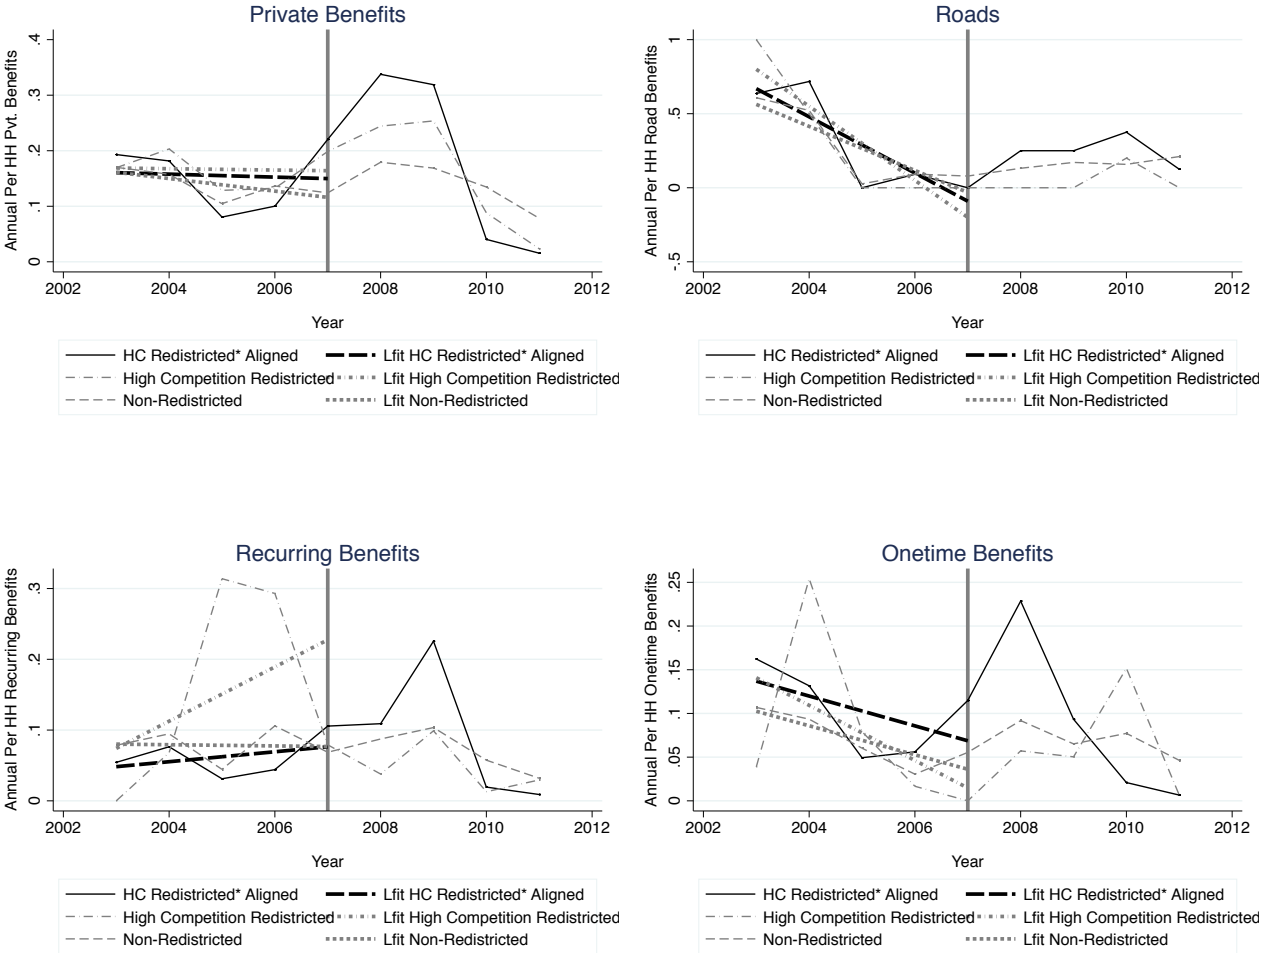 Private Benefits
Annual Per HH Pvt. Benefits
.4
.3
.2
.1
0
2002 2004 2006 2008 2010 2012
Year
HC Redistricted* Aligned Lfit HC Redistricted* Aligned
High Competition Redistricted Lfit High Competition Redistricted
Non-Redistricted Lfit Non-Redistricted
Roads
Annual Per HH Road Benefits
1
.5
0
-.5
2002 2004 2006 2008 2010 2012
Year
HC Redistricted* Aligned Lfit HC Redistricted* Aligned
High Competition Redistricted Lfit High Competition Redistricted
Non-Redistricted Lfit Non-Redistricted
Recurring Benefits
Annual Per HH Recurring Benefits
.3
.2
.1
0
2002 2004 2006 2008 2010 2012
Year
HC Redistricted* Aligned Lfit HC Redistricted* Aligned
High Competition Redistricted Lfit High Competition Redistricted
Non-Redistricted Lfit Non-Redistricted
Onetime Benefits
Annual Per HH Onetime Benefits
.25
.2
.15
.1
.05
0
2002 2004 2006 2008 2010 2012
Year
HC Redistricted* Aligned Lfit HC Redistricted* Aligned
High Competition Redistricted Lfit High Competition Redistricted
Non-Redistricted Lfit Non-Redistricted